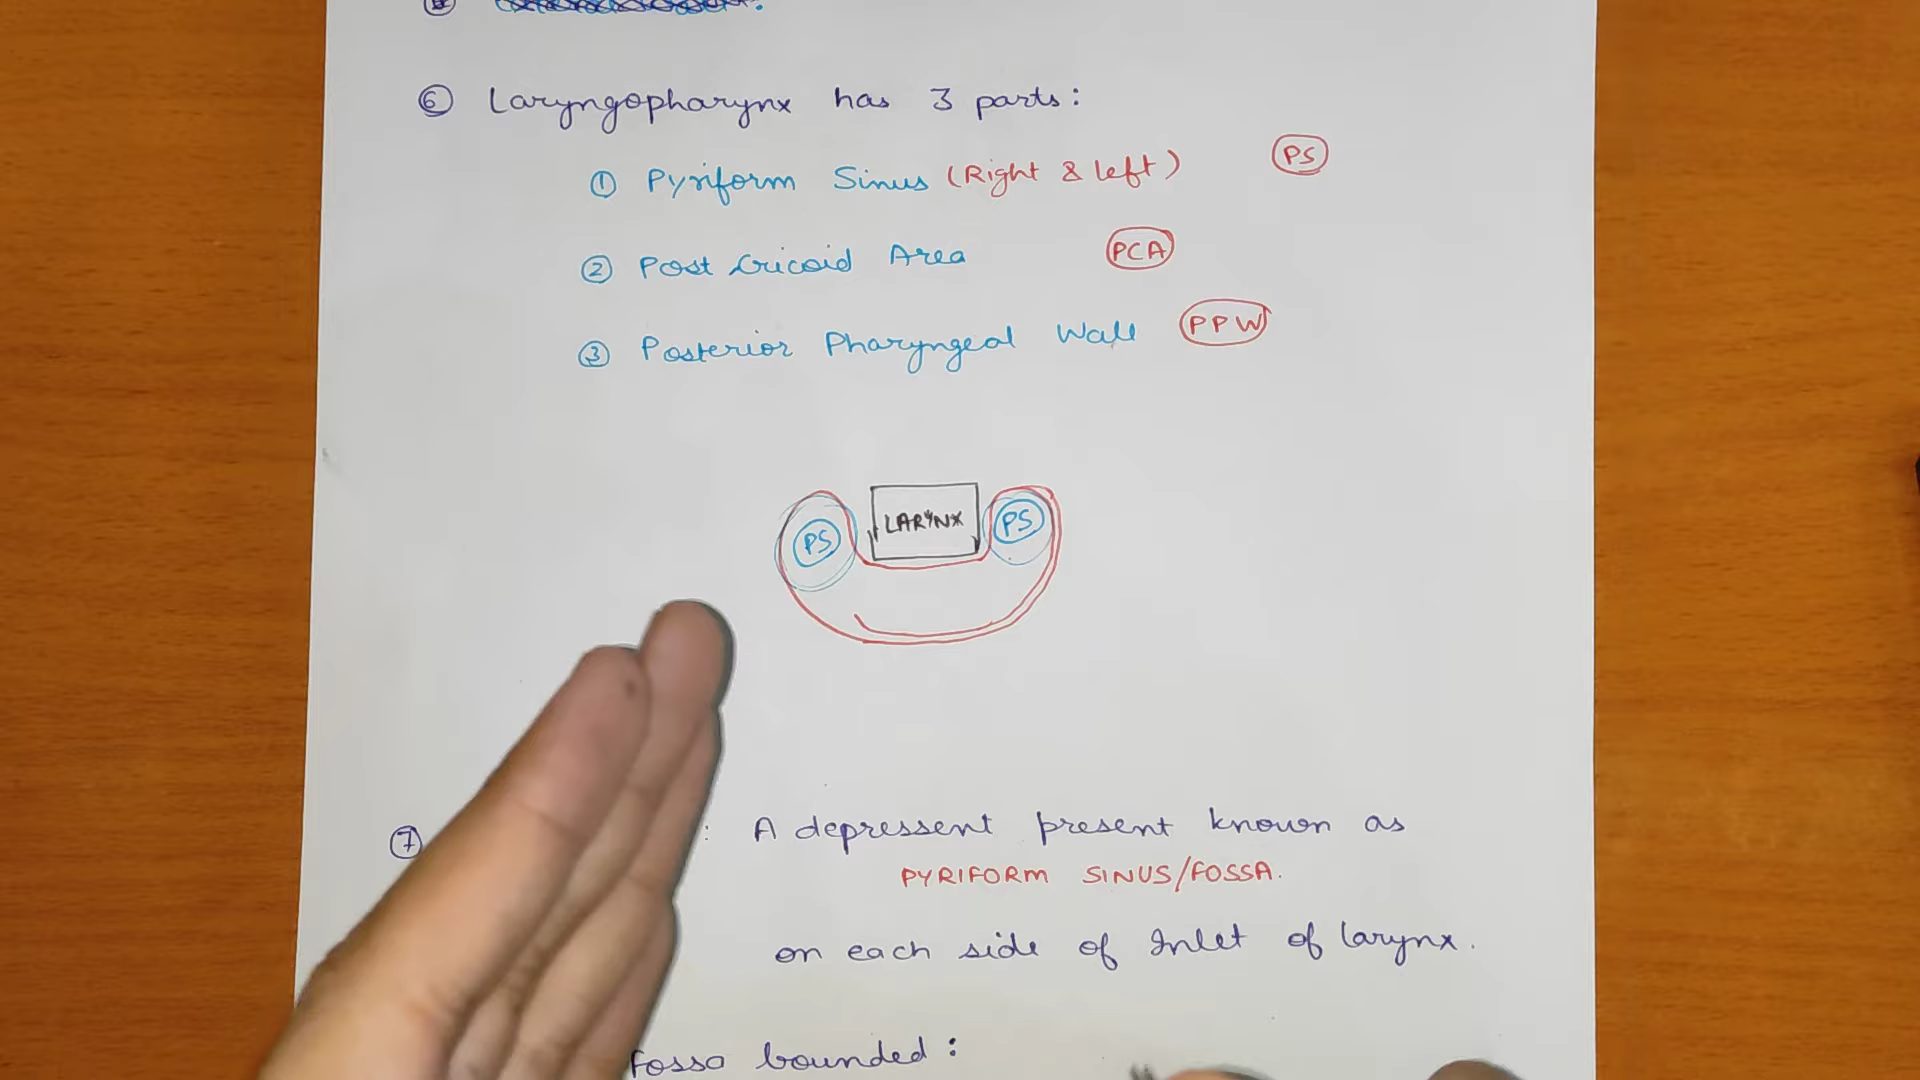 ⑥ Laryngopharynx has 3 parts:
① Pyriform Sinus (Right & left) PS
② Post Cricoid Area PCA
③ Posterior Pharyngeal Wall PPW
PS LARYNX PS
⑦ : A depressent present known as
PYRIFORM SINUS/FOSSA.
on each side of Inlet of larynx.
fossa bounded: